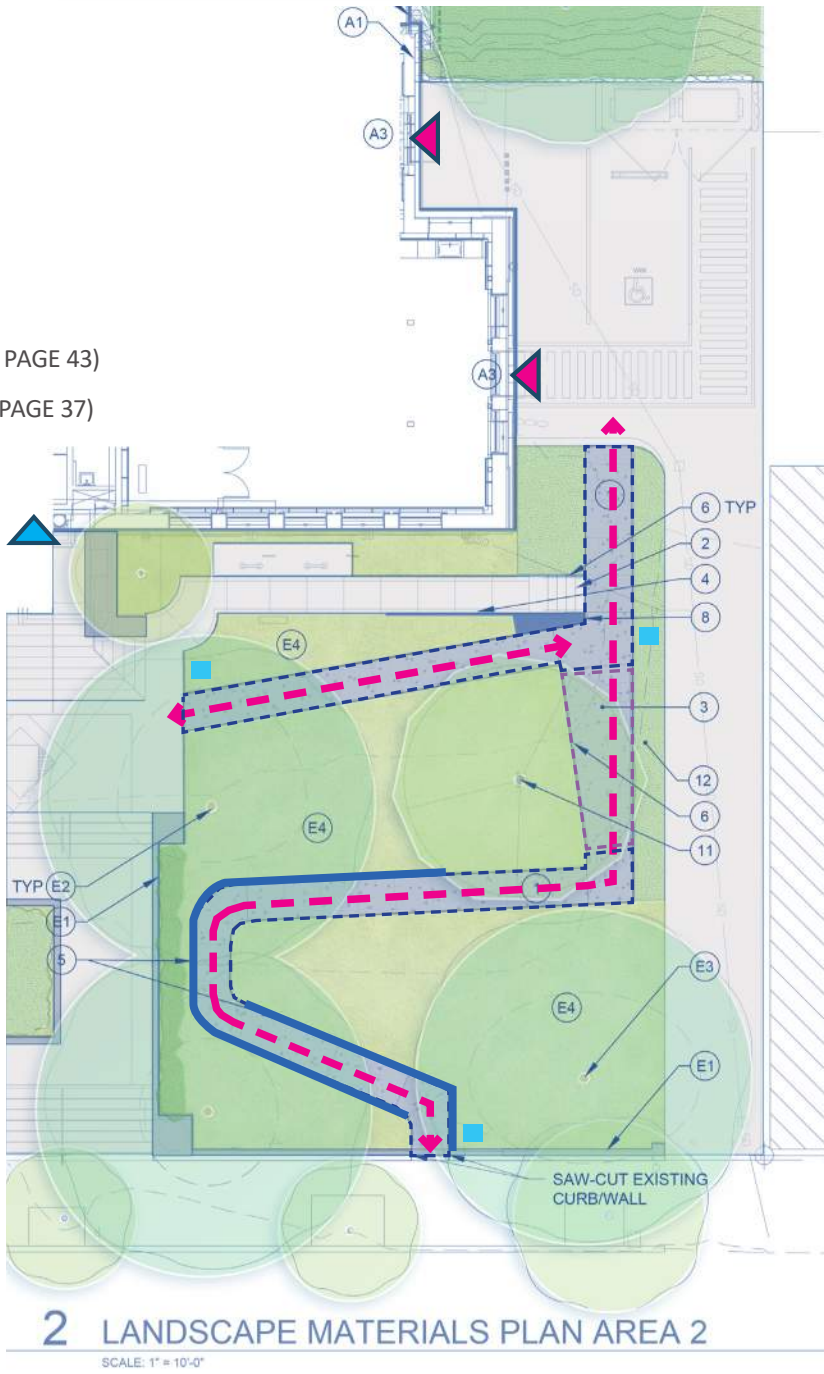 A1
A3
VAN
PAGE 43)
A3
PAGE 37)
6 TYP
2
4
8
E4
3
12
E4
6
11
TYP E2
E1
5
E3
E4
E1
SAW-CUT EXISTING
CURB/WALL
2 LANDSCAPE MATERIALS PLAN AREA 2
SCALE: 1" = 10'-0"